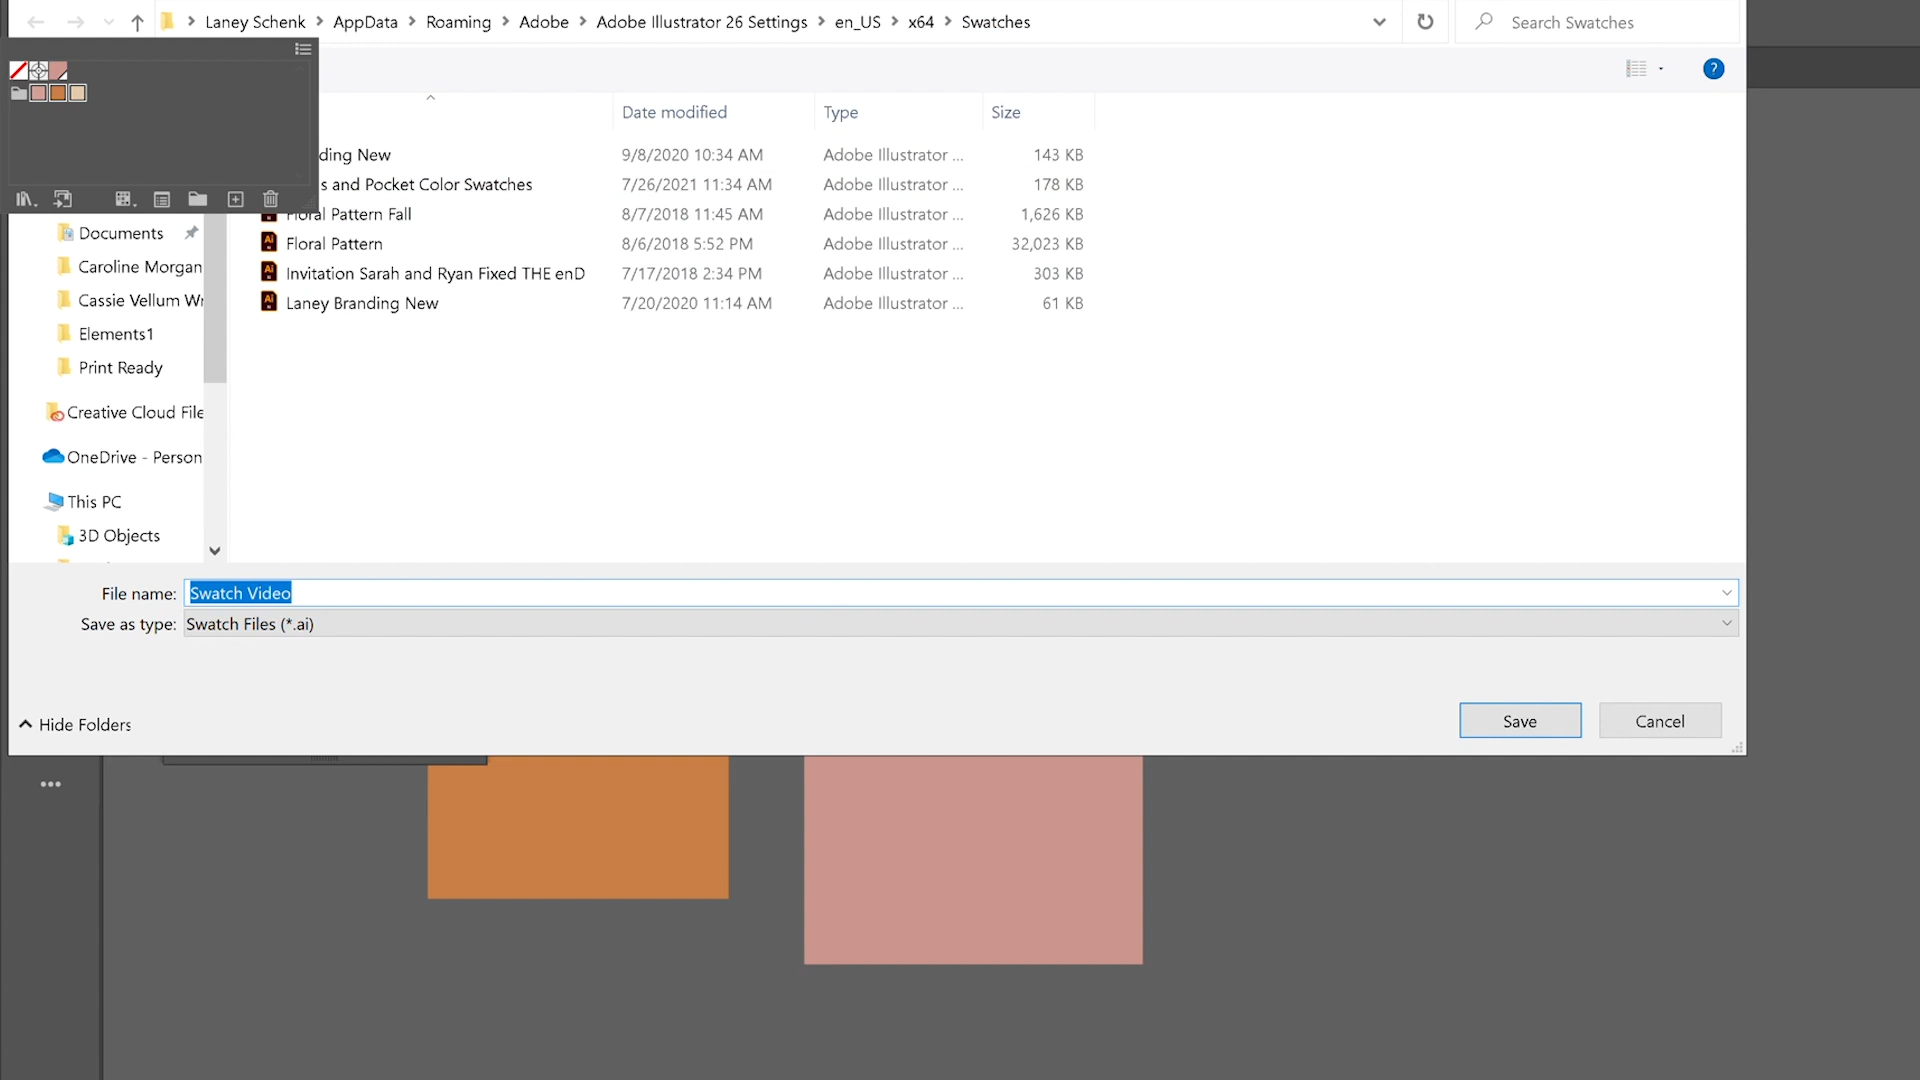 Laney Schenk > AppData > Roaming > Adobe > Adobe Illustrator 26 Settings > en_US > x64 > Swatches
Search Swatches
?
Date modified Type Size
ding New 9/8/2020 10:34 AM Adobe Illustrator ... 143 KB
s and Pocket Color Swatches 7/26/2021 11:34 AM Adobe Illustrator ... 178 KB
Floral Pattern Fall 8/7/2018 11:45 AM Adobe Illustrator ... 1,626 KB
Floral Pattern 8/6/2018 5:52 PM Adobe Illustrator ... 32,023 KB
Invitation Sarah and Ryan Fixed THE enD 7/17/2018 2:34 PM Adobe Illustrator ... 303 KB
Laney Branding New 7/20/2020 11:14 AM Adobe Illustrator ... 61 KB
Documents
Caroline Morgan
Cassie Vellum Wr
Elements1
Print Ready
Creative Cloud File
OneDrive - Person
This PC
3D Objects
File name: Swatch Video
Save as type: Swatch Files (*.ai)
Hide Folders
Save
Cancel